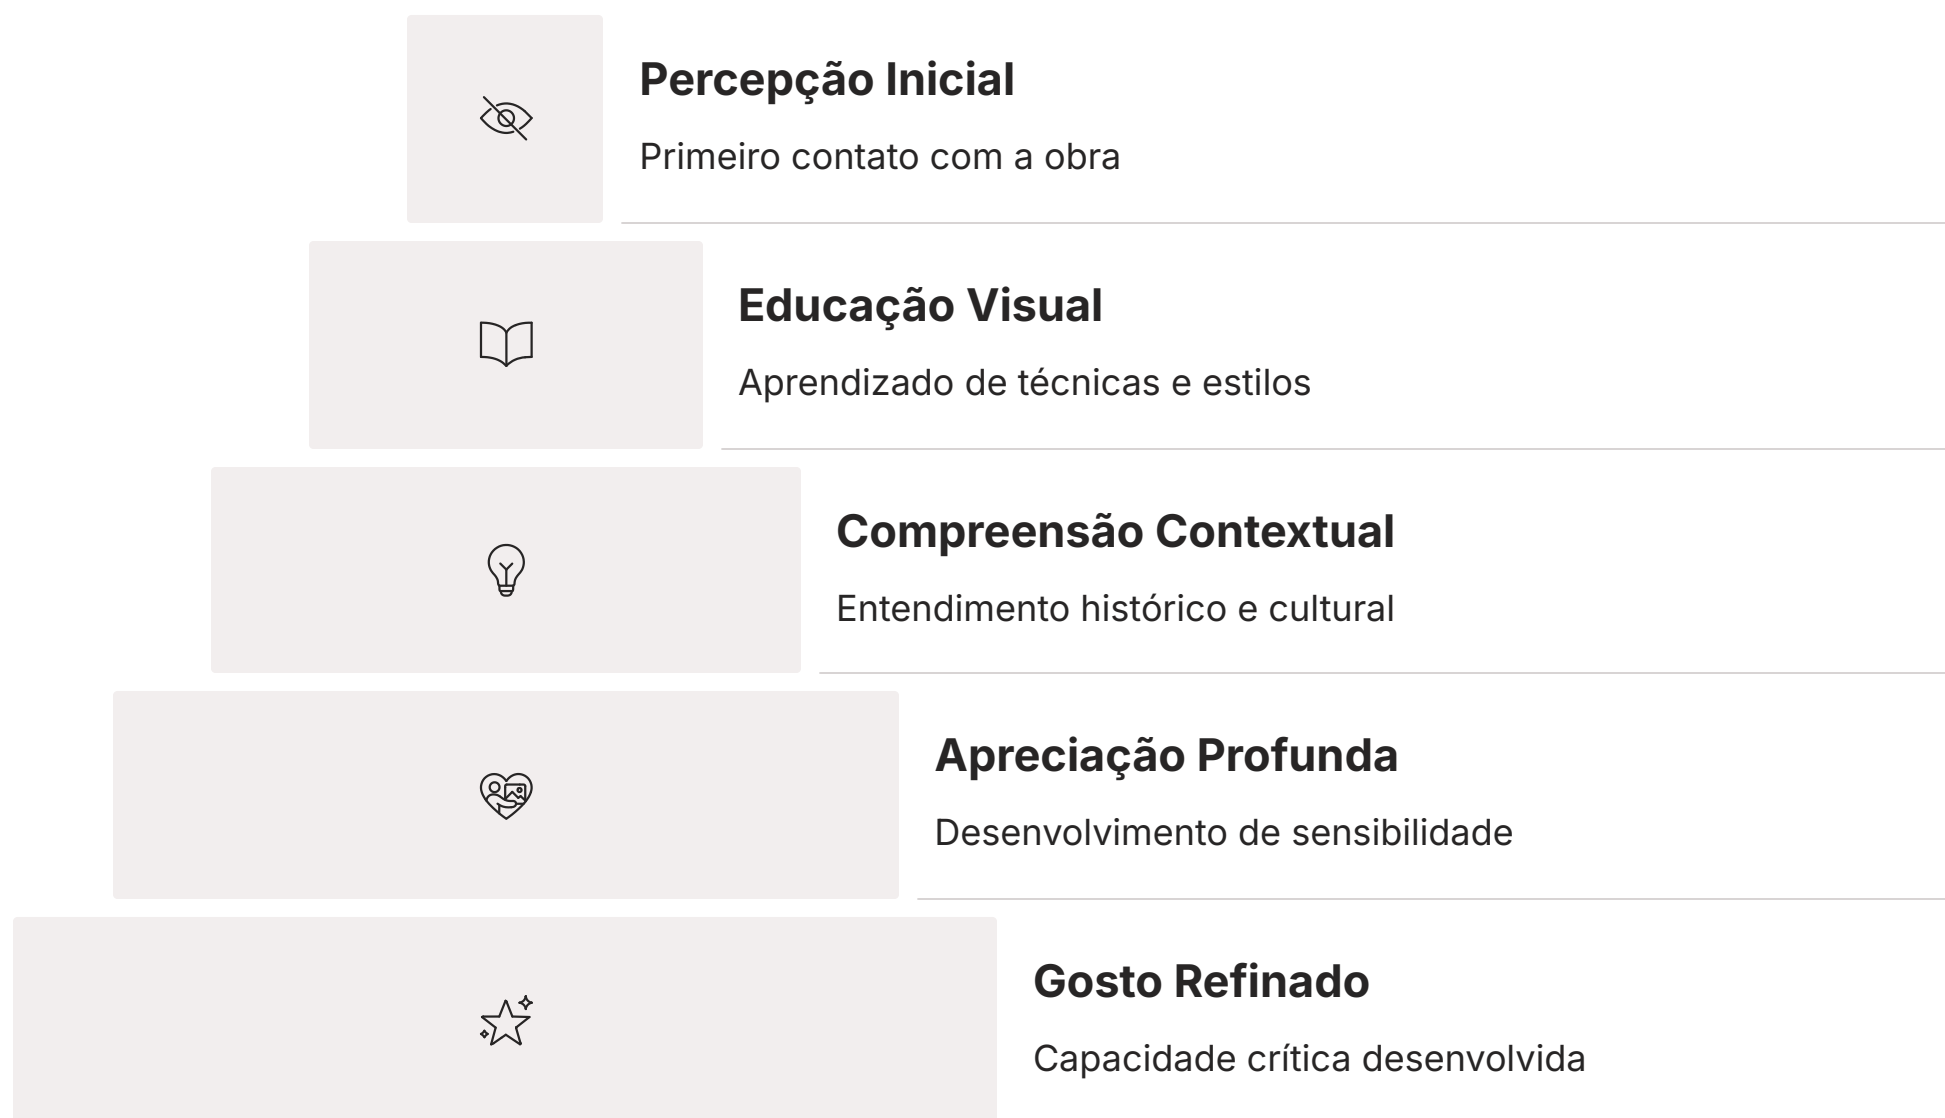 Percepção Inicial
Primeiro contato com a obra
Educação Visual
Aprendizado de técnicas e estilos
Compreensão Contextual
Entendimento histórico e cultural
Apreciação Profunda
Desenvolvimento de sensibilidade
Gosto Refinado
Capacidade crítica desenvolvida